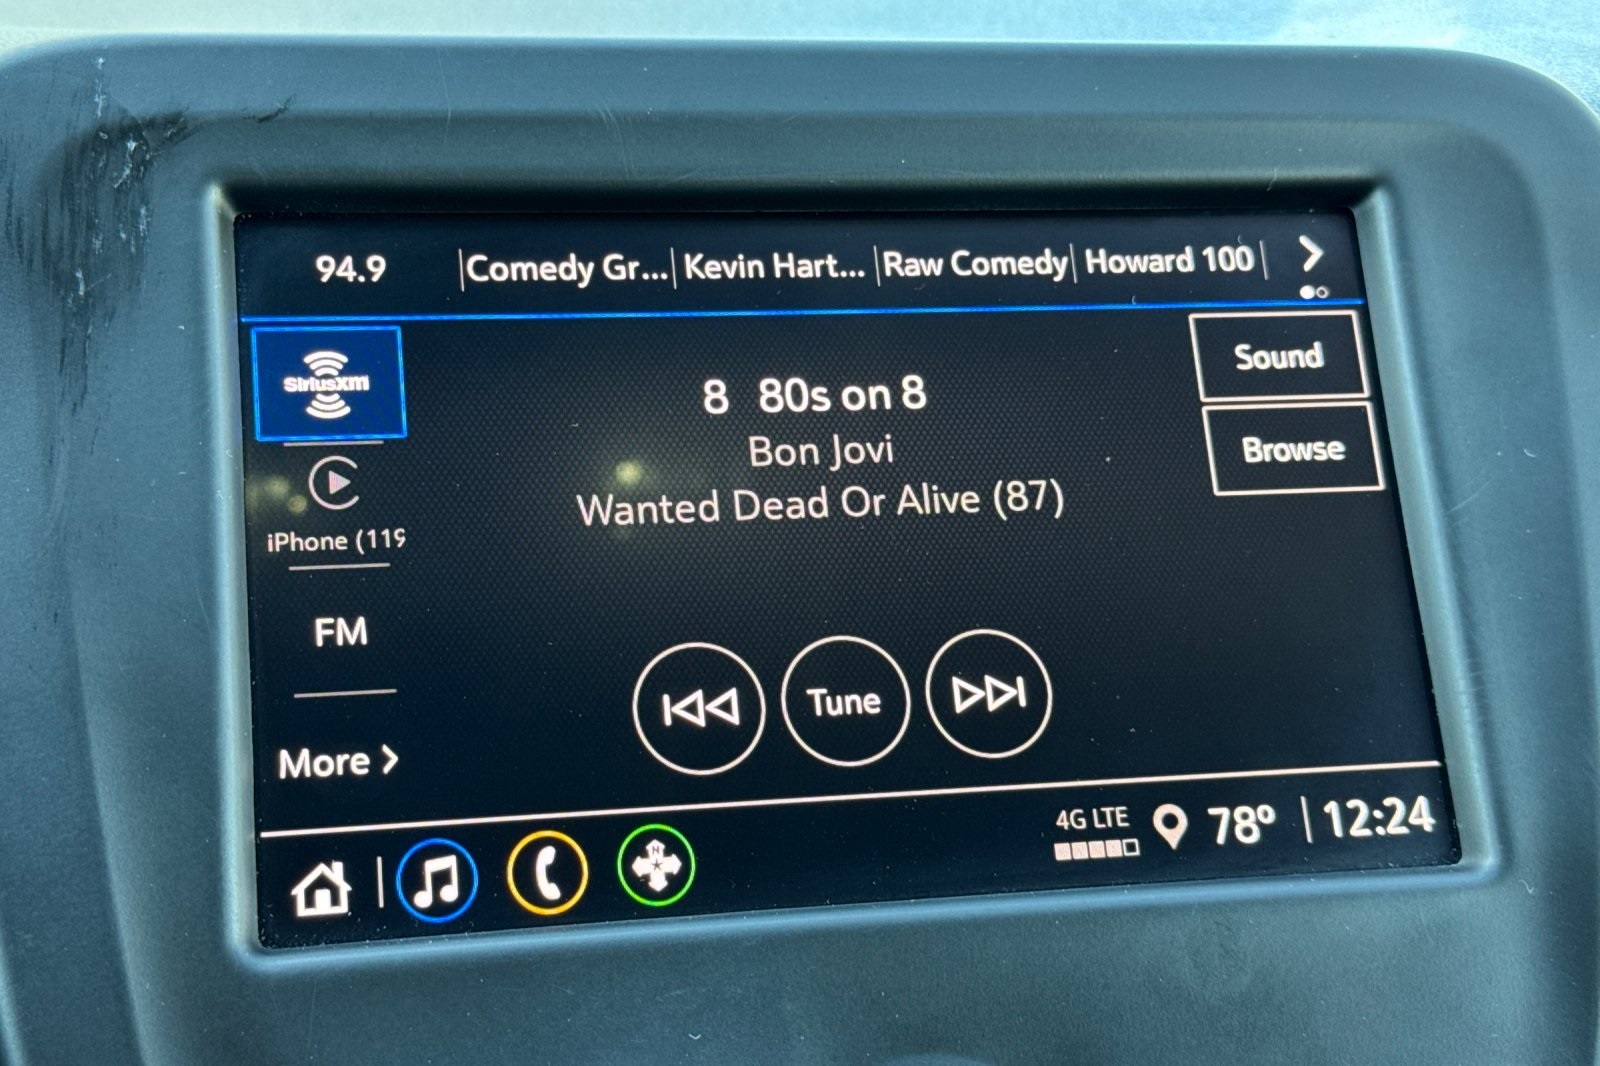 94.9 Comedy Gr... Kevin Hart... Raw Comedy Howard 100
SiriusXM
8 80s on 8
Bon Jovi
Wanted Dead Or Alive (87)
Sound
Browse
iPhone (119
FM
More
Tune
4G LTE 78° 12:24
N